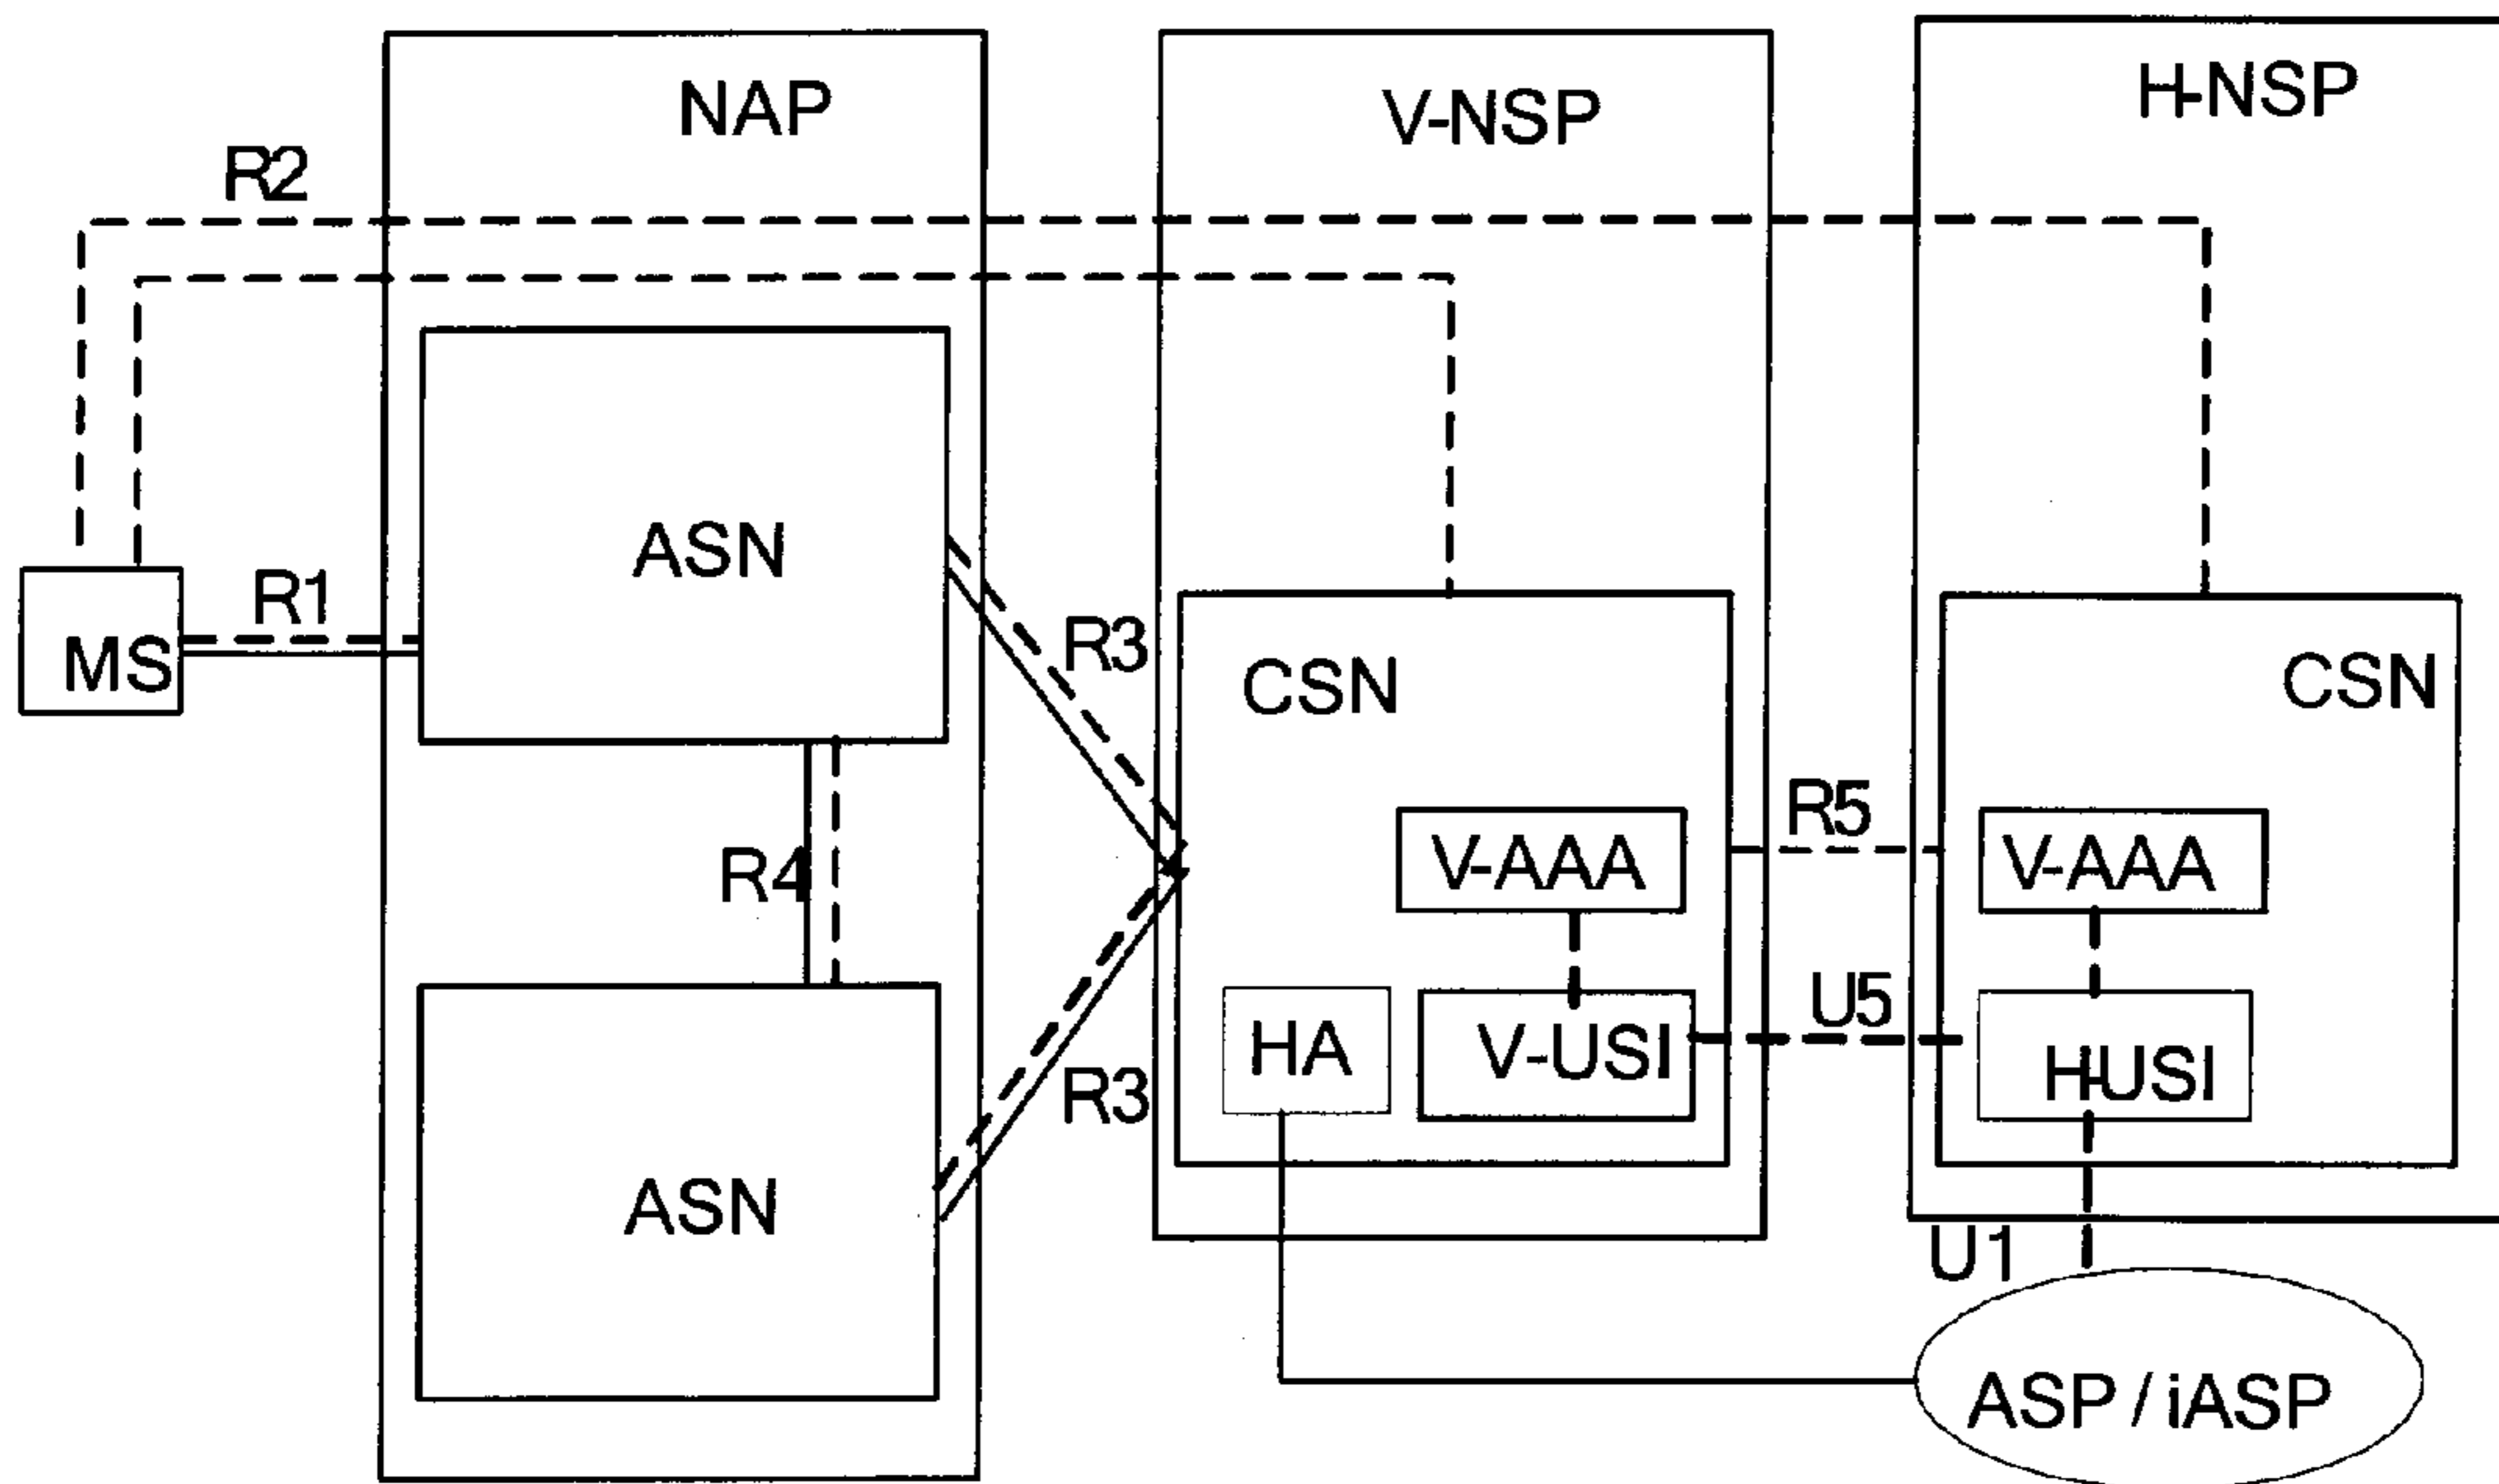 NAP
V-NSP
H-NSP
R2
ASN
R1
MS
R3
CSN
CSN
R5
V-AAA
V-AAA
R4
U5
HA
V-USI
H-USI
R3
ASN
U1
ASP / iASP